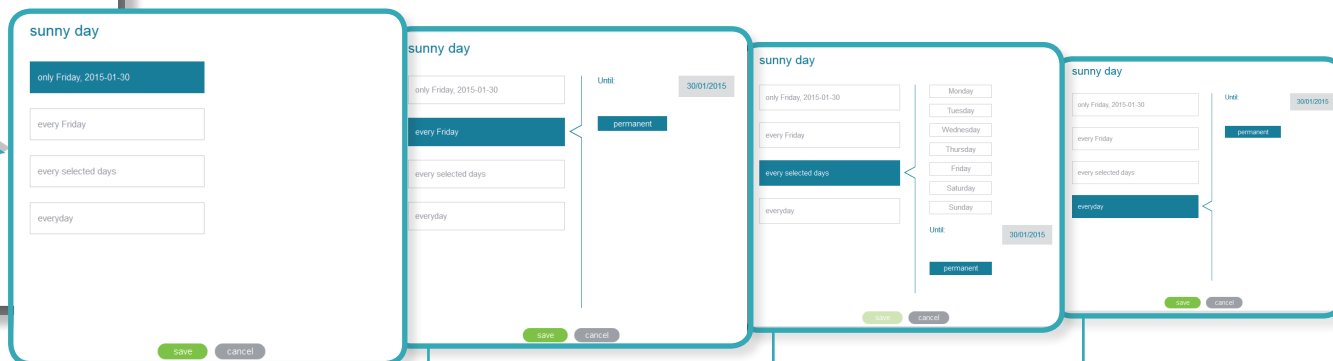 sunny day
only Friday, 2015-01-30
every Friday
every selected days
everyday
save cancel
sunny day
only Friday, 2015-01-30
every Friday
every selected days
everyday
Until: 30/01/2015
permanent
save cancel
sunny day
only Friday, 2015-01-30
every Friday
every selected days
everyday
Monday
Tuesday
Wednesday
Thursday
Friday
Saturday
Sunday
Until: 30/01/2015
permanent
save cancel
sunny day
only Friday, 2015-01-30
every Friday
every selected days
everyday
Until: 30/01/2015
permanent
save cancel